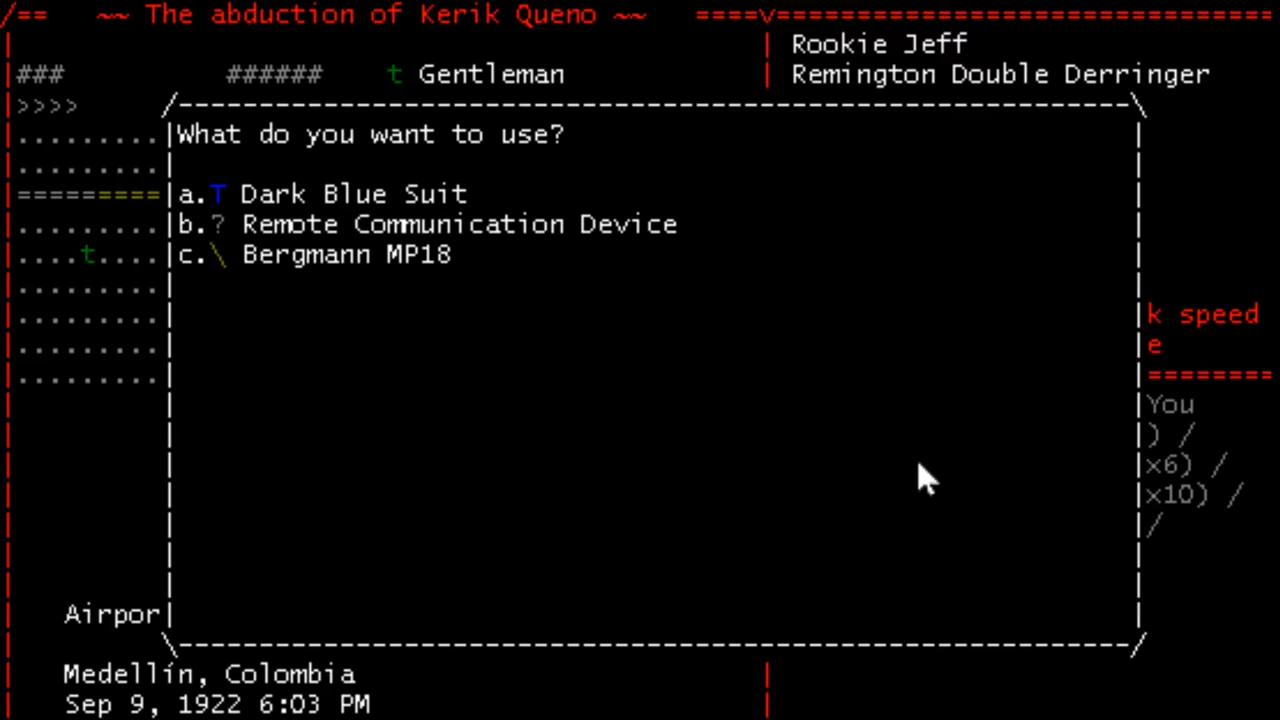 /== ~~ The abduction of Kerik Queno ~~ ====v===============================
Rookie Jeff
### ###### t Gentleman
Remington Double Derringer
>>>>
.........
What do you want to use?
.........
========= a.T Dark Blue Suit
......... b.? Remote Communication Device
....t.... c.\ Bergmann MP18
.........
......... k speed
......... e
......... ========
You
) /
x6) /
x10) /
/
Airpor
Medellín, Colombia
Sep 9, 1922 6:03 PM